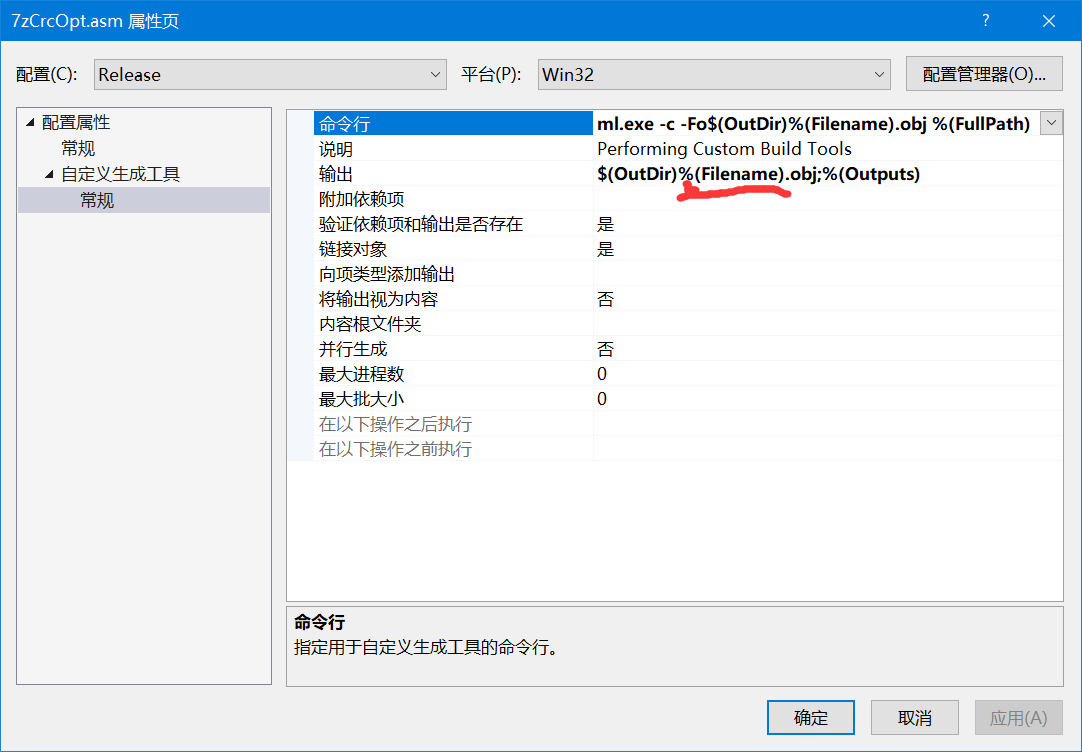 7zCrcOpt.asm 属性页
?
配置(C):
Release
平台(P):
Win32
配置管理器(O)...
配置属性
常规
自定义生成工具
常规
命令行 ml.exe -c -Fo$(OutDir)%(Filename).obj %(FullPath)
说明 Performing Custom Build Tools
输出 $(OutDir)%(Filename).obj;%(Outputs)
附加依赖项
验证依赖项和输出是否存在 是
链接对象 是
向项类型添加输出
将输出视为内容 否
内容根文件夹
并行生成 否
最大进程数 0
最大批大小 0
在以下操作之后执行
在以下操作之前执行
命令行
指定用于自定义生成工具的命令行。
确定
取消
应用(A)